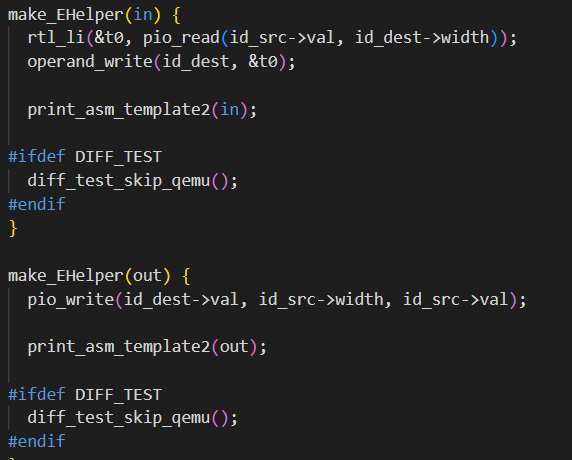 make_EHelper(in) {
  rtl_li(&t0, pio_read(id_src->val, id_dest->width));
  operand_write(id_dest, &t0);

  print_asm_template2(in);

#ifdef DIFF_TEST
  diff_test_skip_qemu();
#endif
}

make_EHelper(out) {
  pio_write(id_dest->val, id_src->width, id_src->val);

  print_asm_template2(out);

#ifdef DIFF_TEST
  diff_test_skip_qemu();
#endif
}